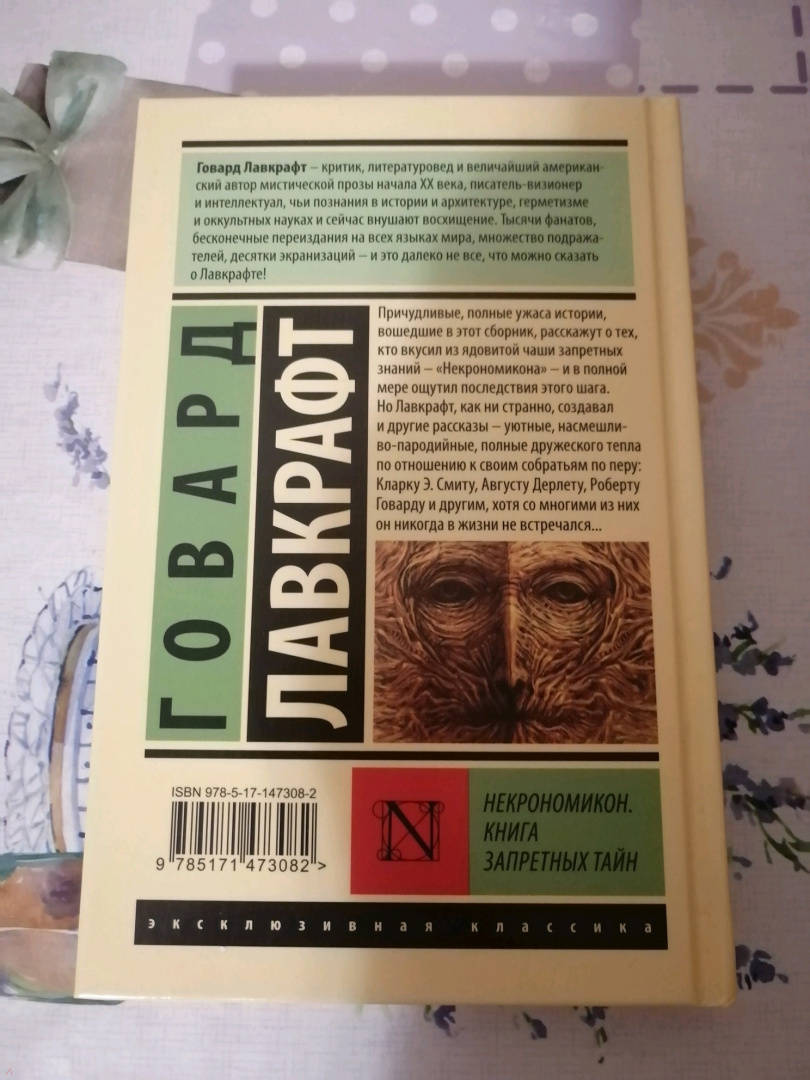 Говард Лавкрафт – критик, литературовед и величайший американ-
ский автор мистической прозы начала XX века, писатель-визионер
и интеллектуал, чьи познания в истории и архитектуре, герметизме
и оккультных науках и сейчас внушают восхищение. Тысячи фанатов,
бесконечные переиздания на всех языках мира, множество подража-
телей, десятки экранизаций – и это далеко не все, что можно сказать
о Лавкрафте!
ГОВАРД
ЛАВКРАФТ
Причудливые, полные ужаса истории,
вошедшие в этот сборник, расскажут о тех,
кто вкусил из ядовитой чаши запретных
знаний – «Некрономикона» – и в полной
мере ощутил последствия этого шага.
Но Лавкрафт, как ни странно, создавал
и другие рассказы – уютные, насмешли-
во-пародийные, полные дружеского тепла
по отношению к своим собратьям по перу:
Кларку Э. Смиту, Августу Дерлету, Роберту
Говарду и другим, хотя со многими из них
он никогда в жизни не встречался...
ISBN 978-5-17-147308-2
9 785171 473082 >
N
НЕКРОНОМИКОН.
КНИГА
ЗАПРЕТНЫХ ТАЙН
эксклюзивная классика